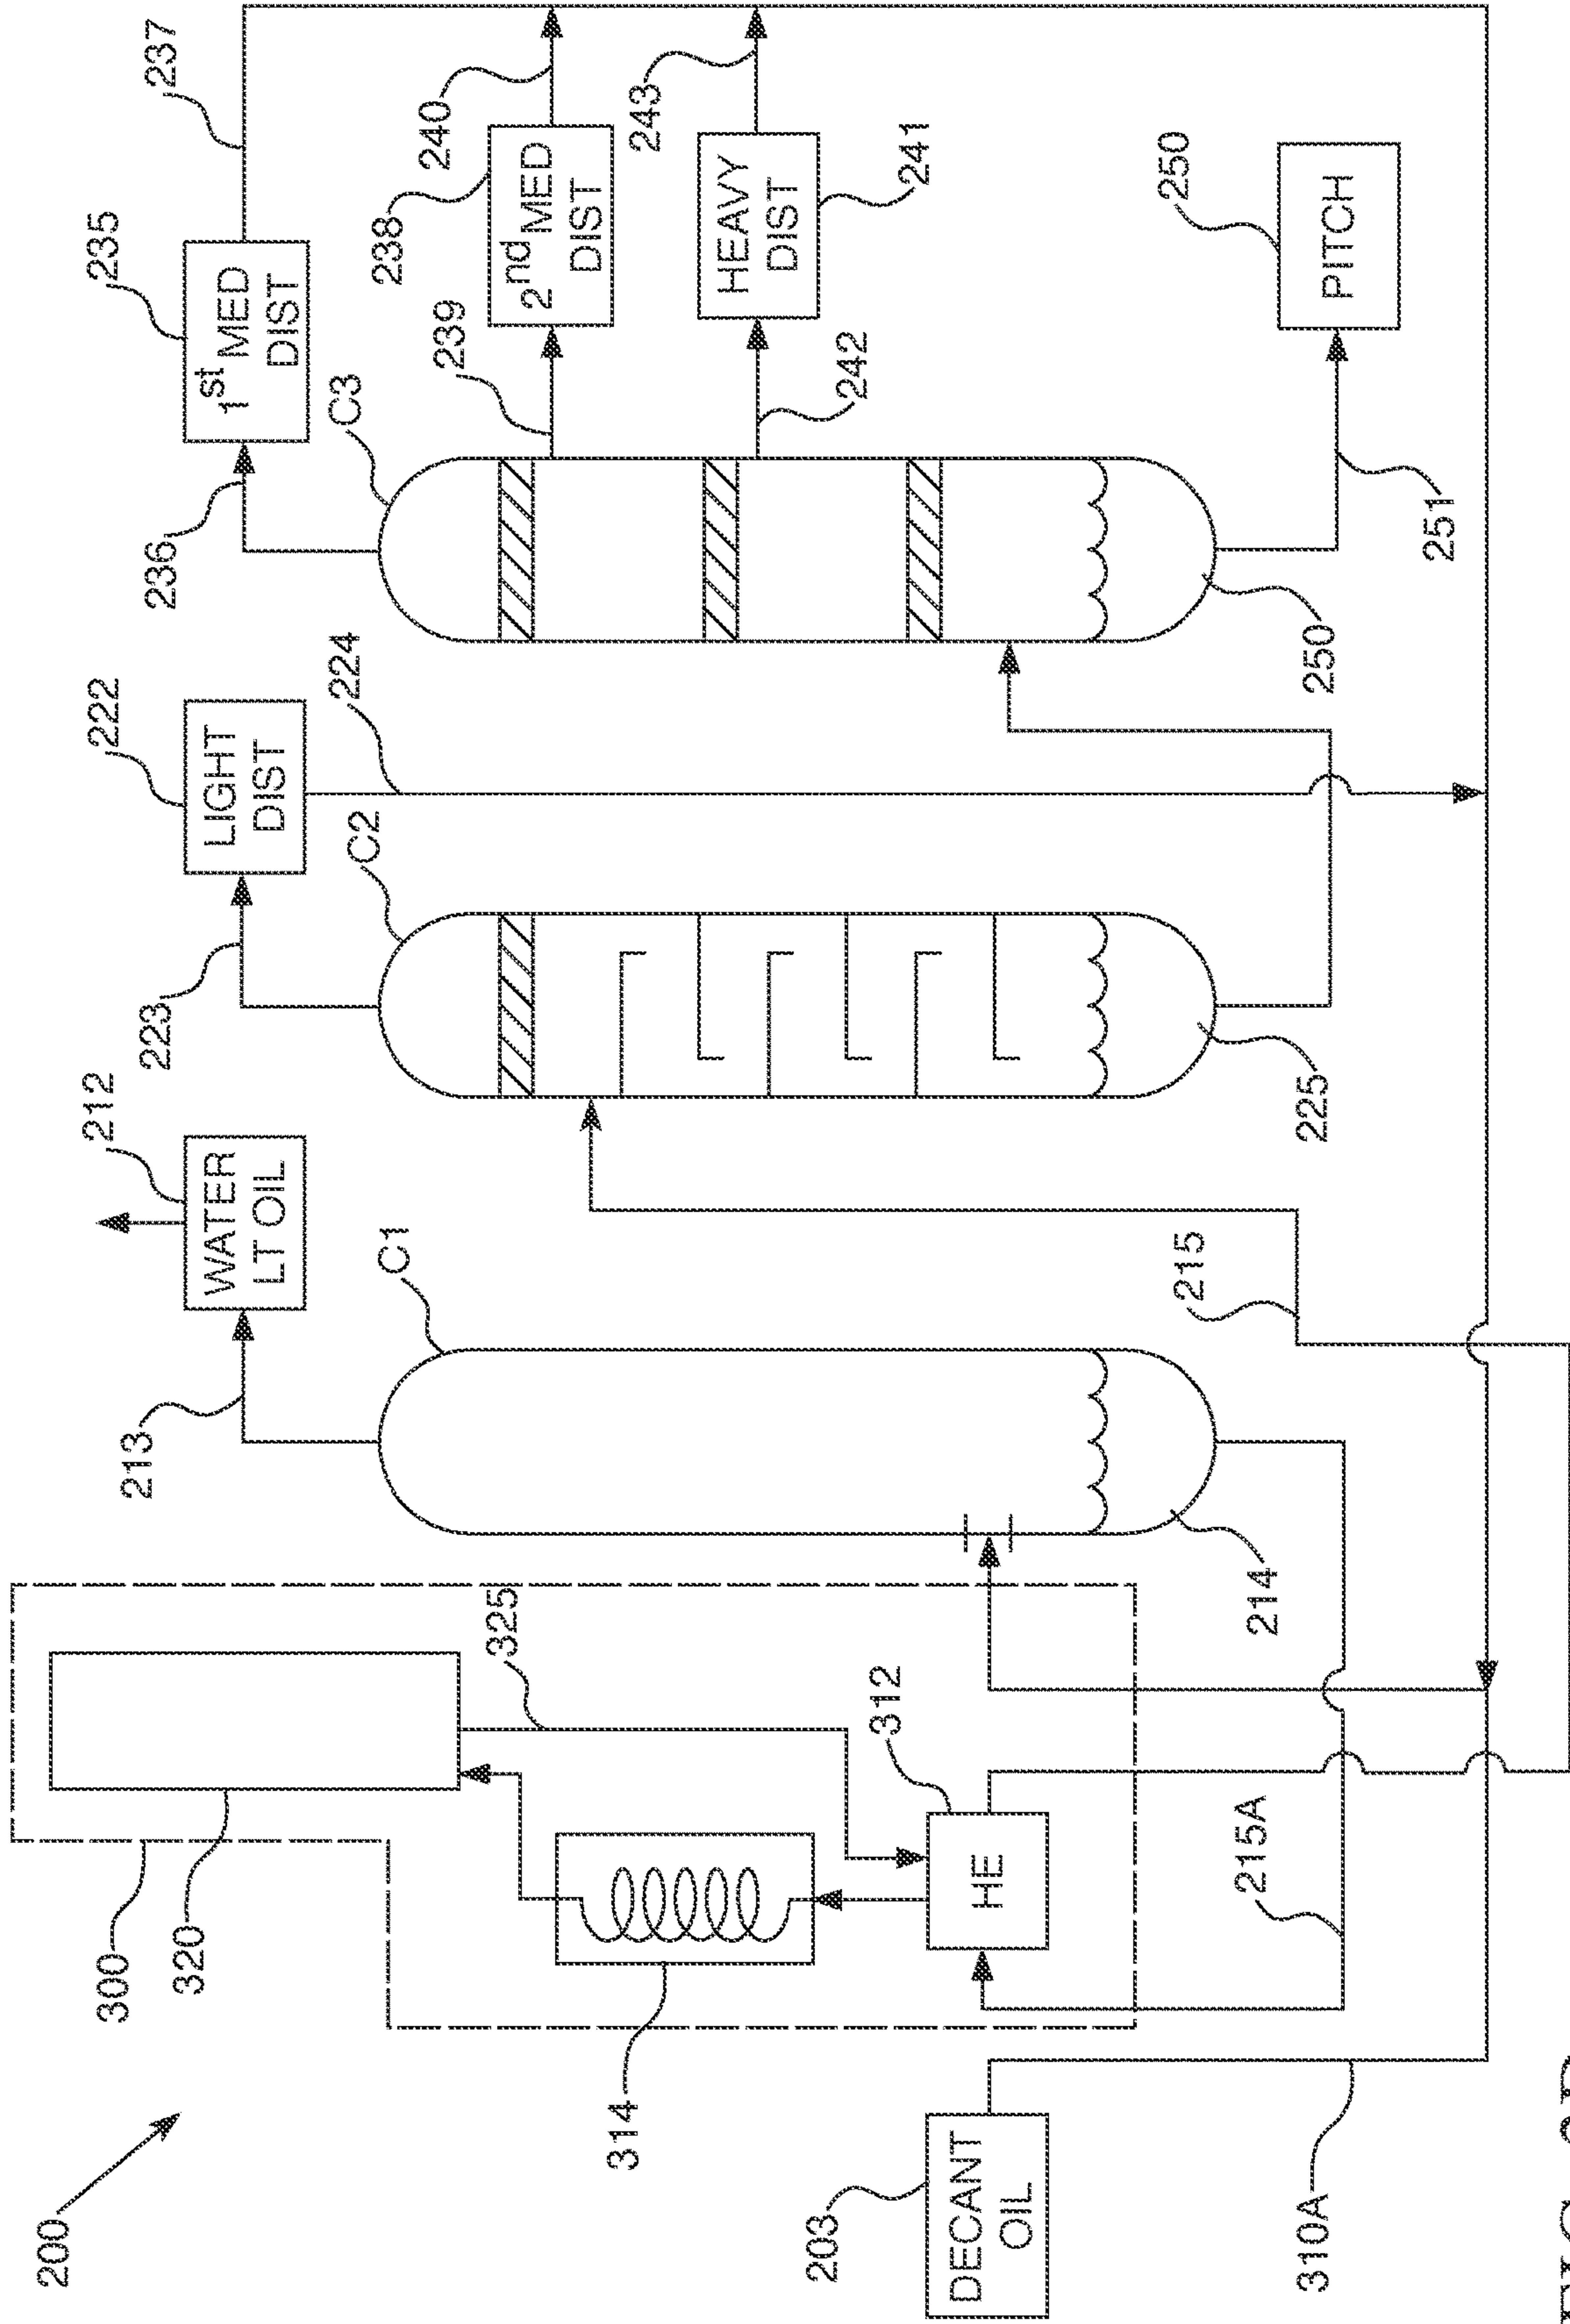 200
300
320
314
325
312
HE
203
DECANT
OIL
310A
215A
213
212
WATER
LT OIL
C1
214
215
223
222
LIGHT
DIST
C2
224
225
236
235
1st MED
DIST
237
C3
239
238
2nd MED
DIST
240
242
HEAVY
DIST
241
243
250
251
250
PITCH